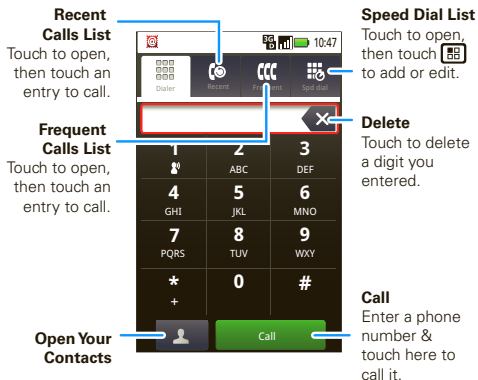 Recent
Calls List
Touch to open,
then touch an
entry to call.
Frequent
Calls List
Touch to open,
then touch an
entry to call.
Open Your
Contacts
3G
10:47
Dialer
Recent
Frequent
Spd dial
1
2
ABC
3
DEF
4
GHI
5
JKL
6
MNO
7
PQRS
8
TUV
9
WXY
*
+
0
#
Call
Speed Dial List
Touch to open,
then touch
to add or edit.
Delete
Touch to delete
a digit you
entered.
Call
Enter a phone
number &
touch here to
call it.